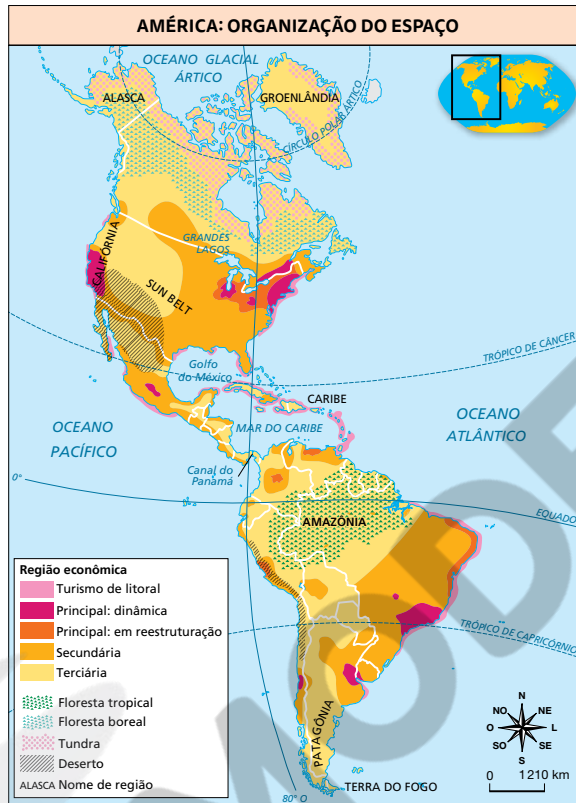 AMÉRICA: ORGANIZAÇÃO DO ESPAÇO
OCEANO GLACIAL
ÁRTICO
ALASCA
GROENLÂNDIA
CÍRCULO POLAR ÁRTICO
GRANDES
LAGOS
CALIFÓRNIA
SUN BELT
TRÓPICO DE CÂNCER
Golfo
do México
CARIBE
OCEANO
PACÍFICO
MAR DO CARIBE
OCEANO
ATLÂNTICO
Canal do
Panamá
0°
EQUADOR
AMAZÔNIA
TRÓPICO DE CAPRICÓRNIO
PATAGÔNIA
TERRA DO FOGO
80° O
Região econômica
Turismo de litoral
Principal: dinâmica
Principal: em reestruturação
Secundária
Terciária
Floresta tropical
Floresta boreal
Tundra
Deserto
ALASCA Nome de região
N
NO NE
O L
SO SE
S
0 1210 km
MODE